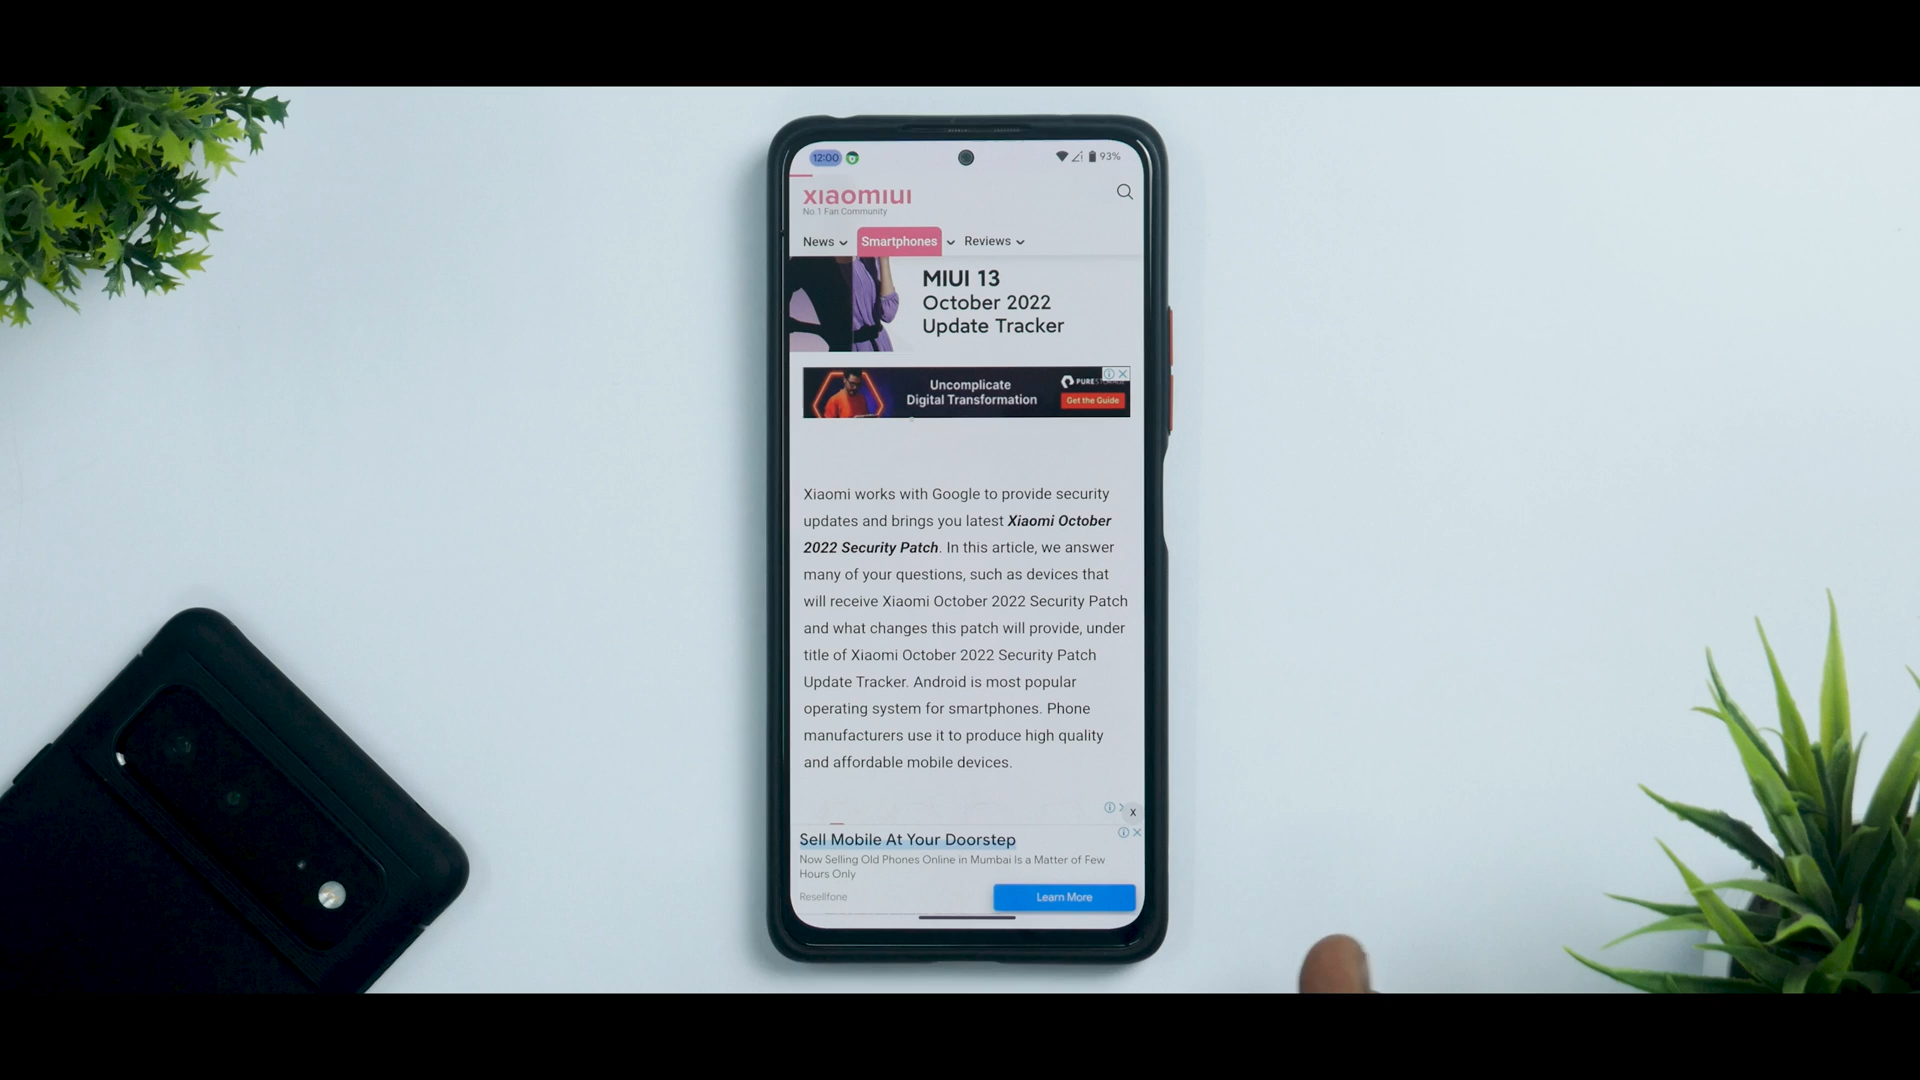 12:00
93%
xiaomiui
No.1 Fan Community
News
Smartphones
Reviews
MIUI 13
October 2022
Update Tracker
Uncomplicate
Digital Transformation
Get the Guide
Xiaomi works with Google to provide security
updates and brings you latest Xiaomi October
2022 Security Patch. In this article, we answer
many of your questions, such as devices that
will receive Xiaomi October 2022 Security Patch
and what changes this patch will provide, under
title of Xiaomi October 2022 Security Patch
Update Tracker. Android is most popular
operating system for smartphones. Phone
manufacturers use it to produce high quality
and affordable mobile devices.
X
Sell Mobile At Your Doorstep
Now Selling Old Phones Online in Mumbai Is a Matter of Few
Hours Only
Resellfone
Learn More